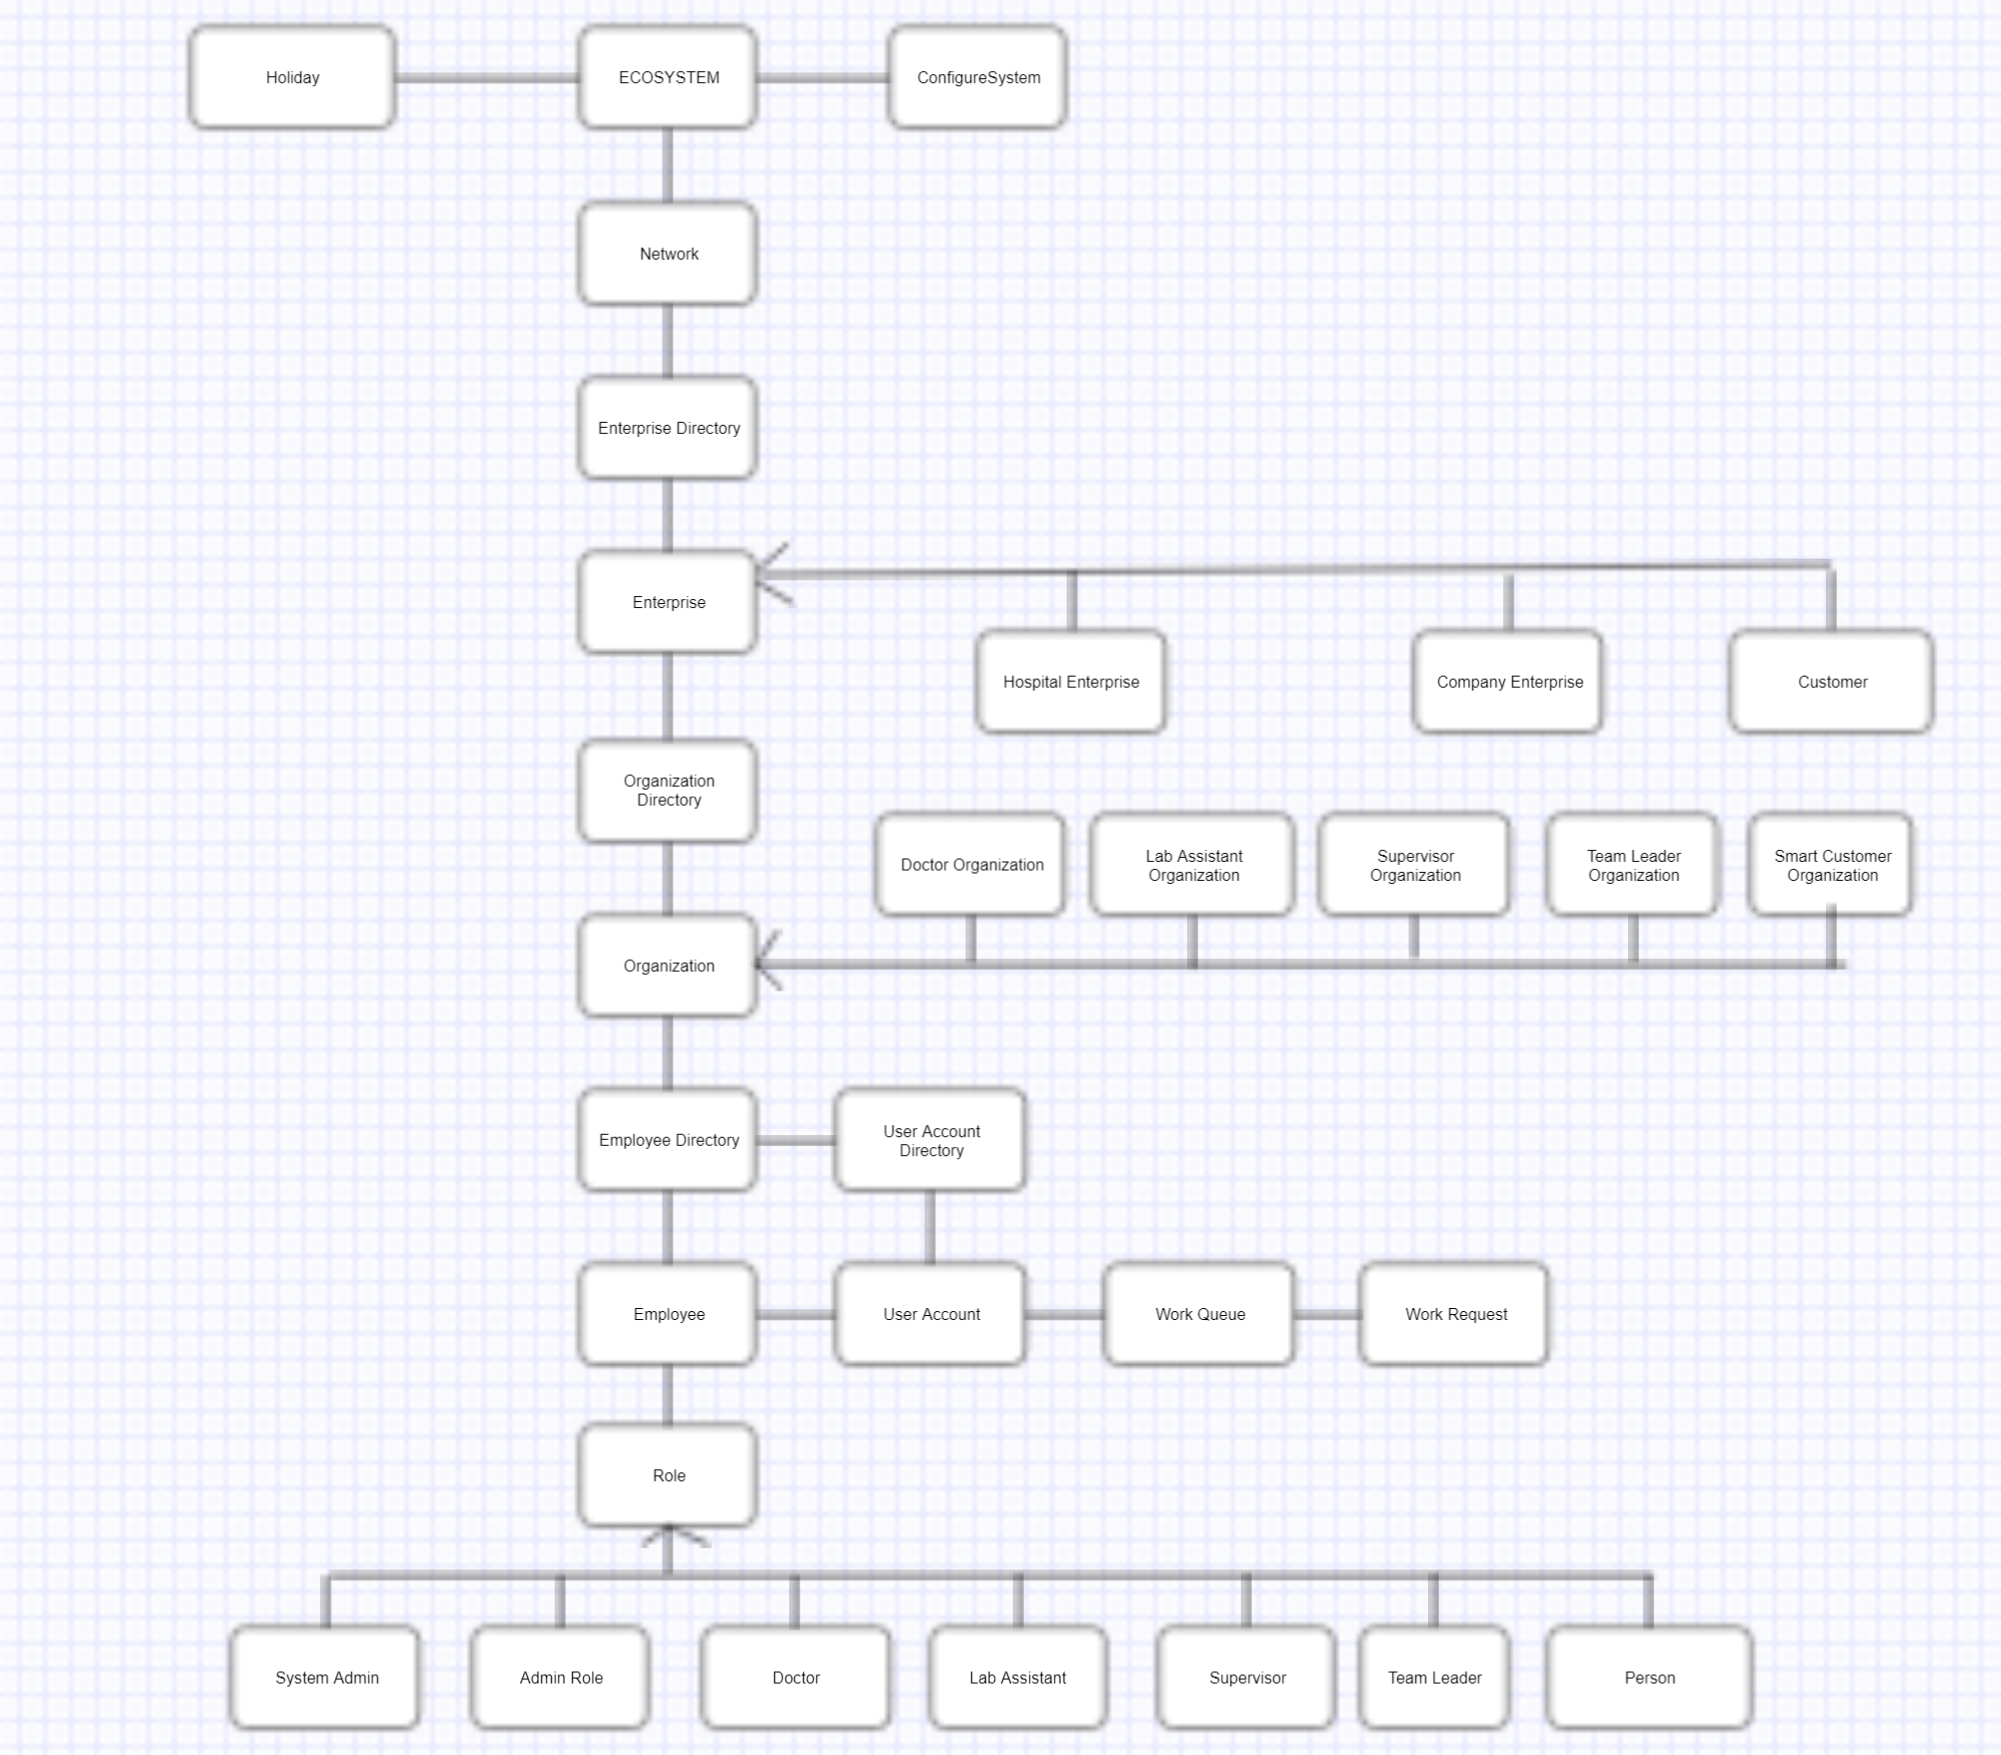 Holiday
ECOSYSTEM
ConfigureSystem
Network
Enterprise Directory
Enterprise
Hospital Enterprise
Company Enterprise
Customer
Organization
Directory
Doctor Organization
Lab Assistant
Organization
Supervisor
Organization
Team Leader
Organization
Smart Customer
Organization
Organization
Employee Directory
User Account
Directory
Employee
User Account
Work Queue
Work Request
Role
System Admin
Admin Role
Doctor
Lab Assistant
Supervisor
Team Leader
Person